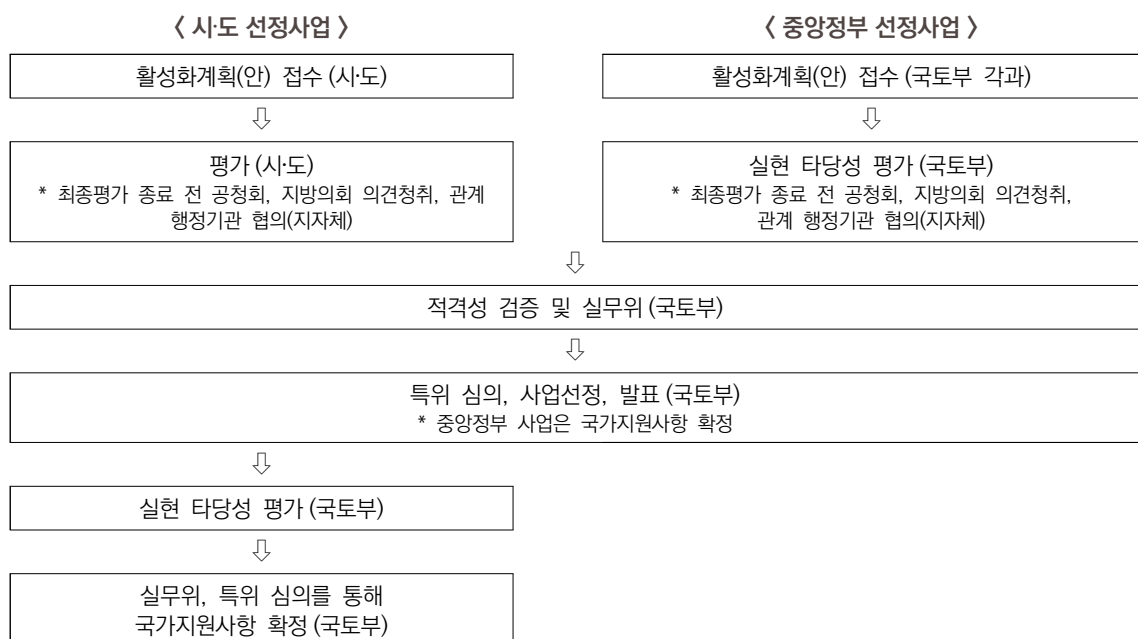 〈 시·도 선정사업 〉
〈 중앙정부 선정사업 〉
활성화계획(안) 접수 (시·도)
활성화계획(안) 접수 (국토부 각과)
평가 (시·도)
* 최종평가 종료 전 공청회, 지방의회 의견청취, 관계
행정기관 협의(지자체)
실현 타당성 평가 (국토부)
* 최종평가 종료 전 공청회, 지방의회 의견청취,
관계 행정기관 협의(지자체)
적격성 검증 및 실무위 (국토부)
특위 심의, 사업선정, 발표 (국토부)
* 중앙정부 사업은 국가지원사항 확정
실현 타당성 평가 (국토부)
실무위, 특위 심의를 통해
국가지원사항 확정 (국토부)